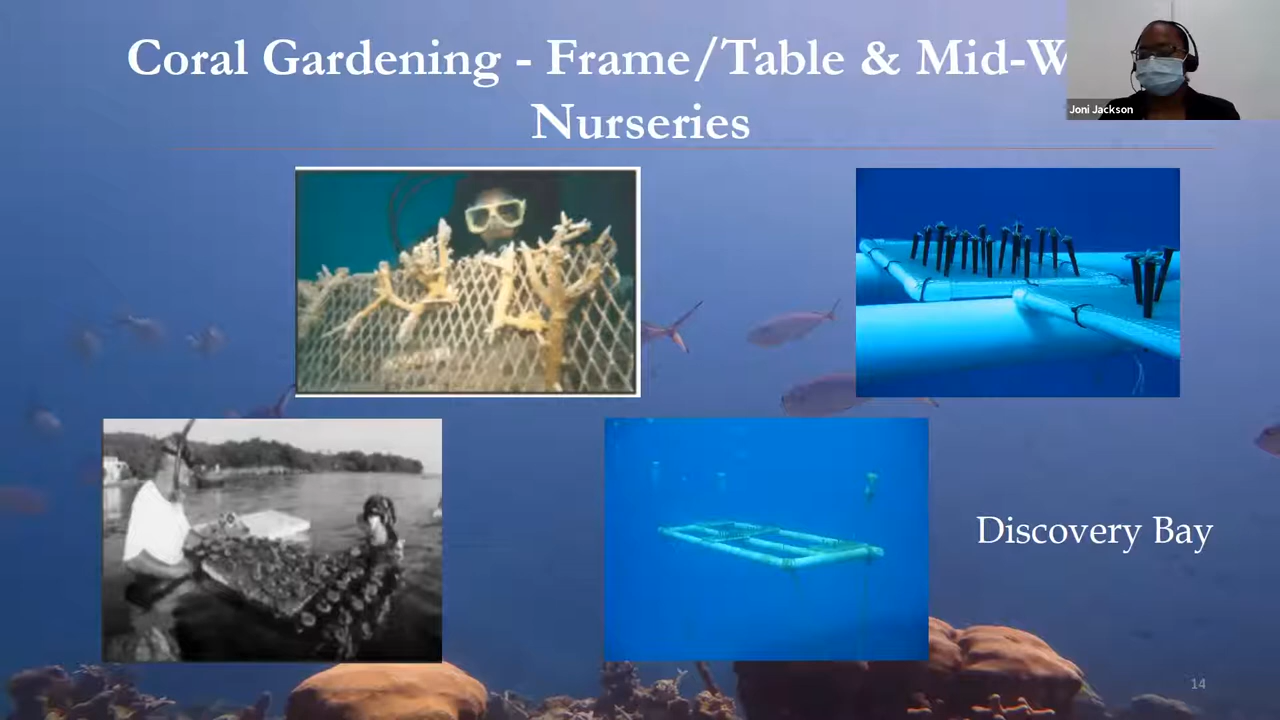 Coral Gardening - Frame/Table & Mid-W
Nurseries
Joni Jackson
Discovery Bay
14